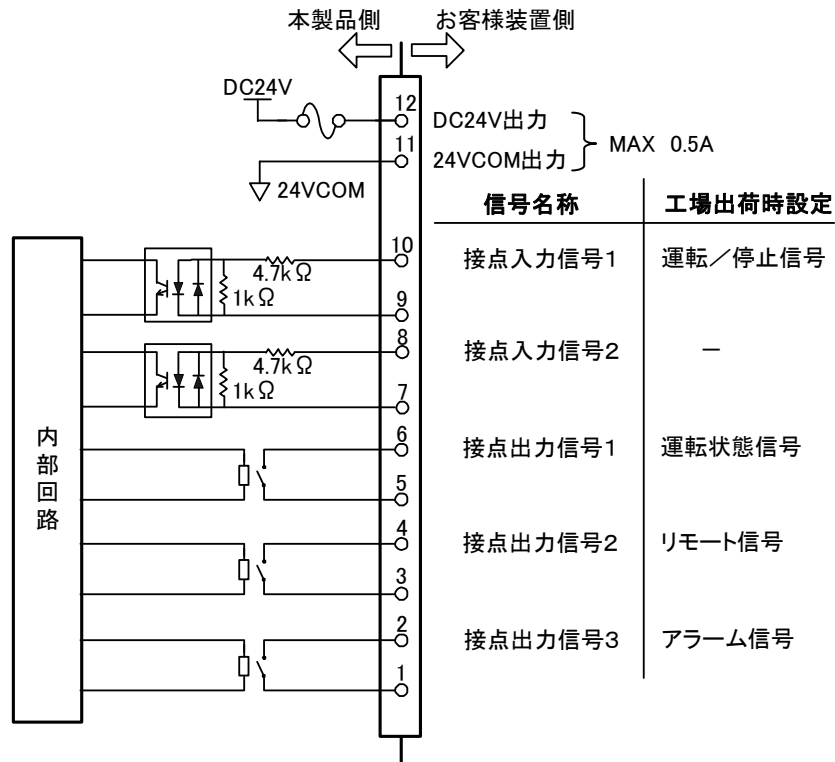 本製品側 お客様装置側
DC24V
12 DC24V出力
11 24VCOM出力
MAX 0.5A
24VCOM
信号名称 工場出荷時設定
10 接点入力信号1 運転／停止信号
4.7kΩ
1kΩ
9
8 接点入力信号2 －
4.7kΩ
1kΩ
7
内部回路
6 接点出力信号1 運転状態信号
5
4 接点出力信号2 リモート信号
3
2 接点出力信号3 アラーム信号
1